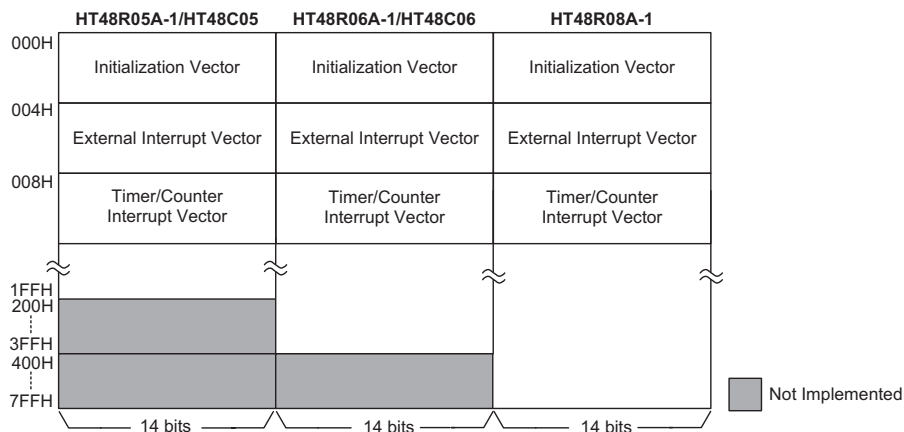 HT48R05A-1/HT48C05 HT48R06A-1/HT48C06 HT48R08A-1
000H
Initialization Vector Initialization Vector Initialization Vector
004H
External Interrupt Vector External Interrupt Vector External Interrupt Vector
008H
Timer/Counter Timer/Counter Timer/Counter
Interrupt Vector Interrupt Vector Interrupt Vector
1FFH
200H
3FFH
400H
7FFH
Not Implemented
14 bits 14 bits 14 bits